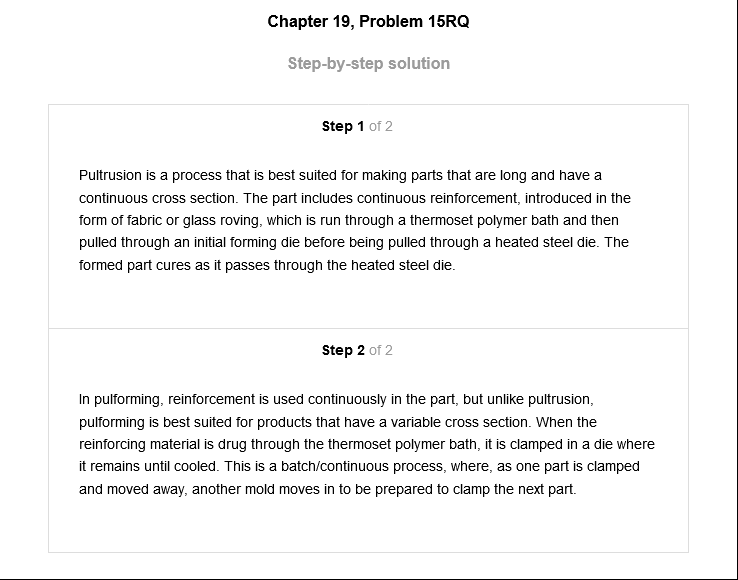 Chapter 19, Problem 15RQ
Step-by-step solution
Step 1 of 2
Pultrusion is a process that is best suited for making parts that are long and have a
continuous cross section. The part includes continuous reinforcement, introduced in the
form of fabric or glass roving, which is run through a thermoset polymer bath and then
pulled through an initial forming die before being pulled through a heated steel die. The
formed part cures as it passes through the heated steel die.
Step 2 of 2
In pulforming, reinforcement is used continuously in the part, but unlike pultrusion,
pulforming is best suited for products that have a variable cross section. When the
reinforcing material is drug through the thermoset polymer bath, it is clamped in a die where
it remains until cooled. This is a batch/continuous process, where, as one part is clamped
and moved away, another mold moves in to be prepared to clamp the next part.